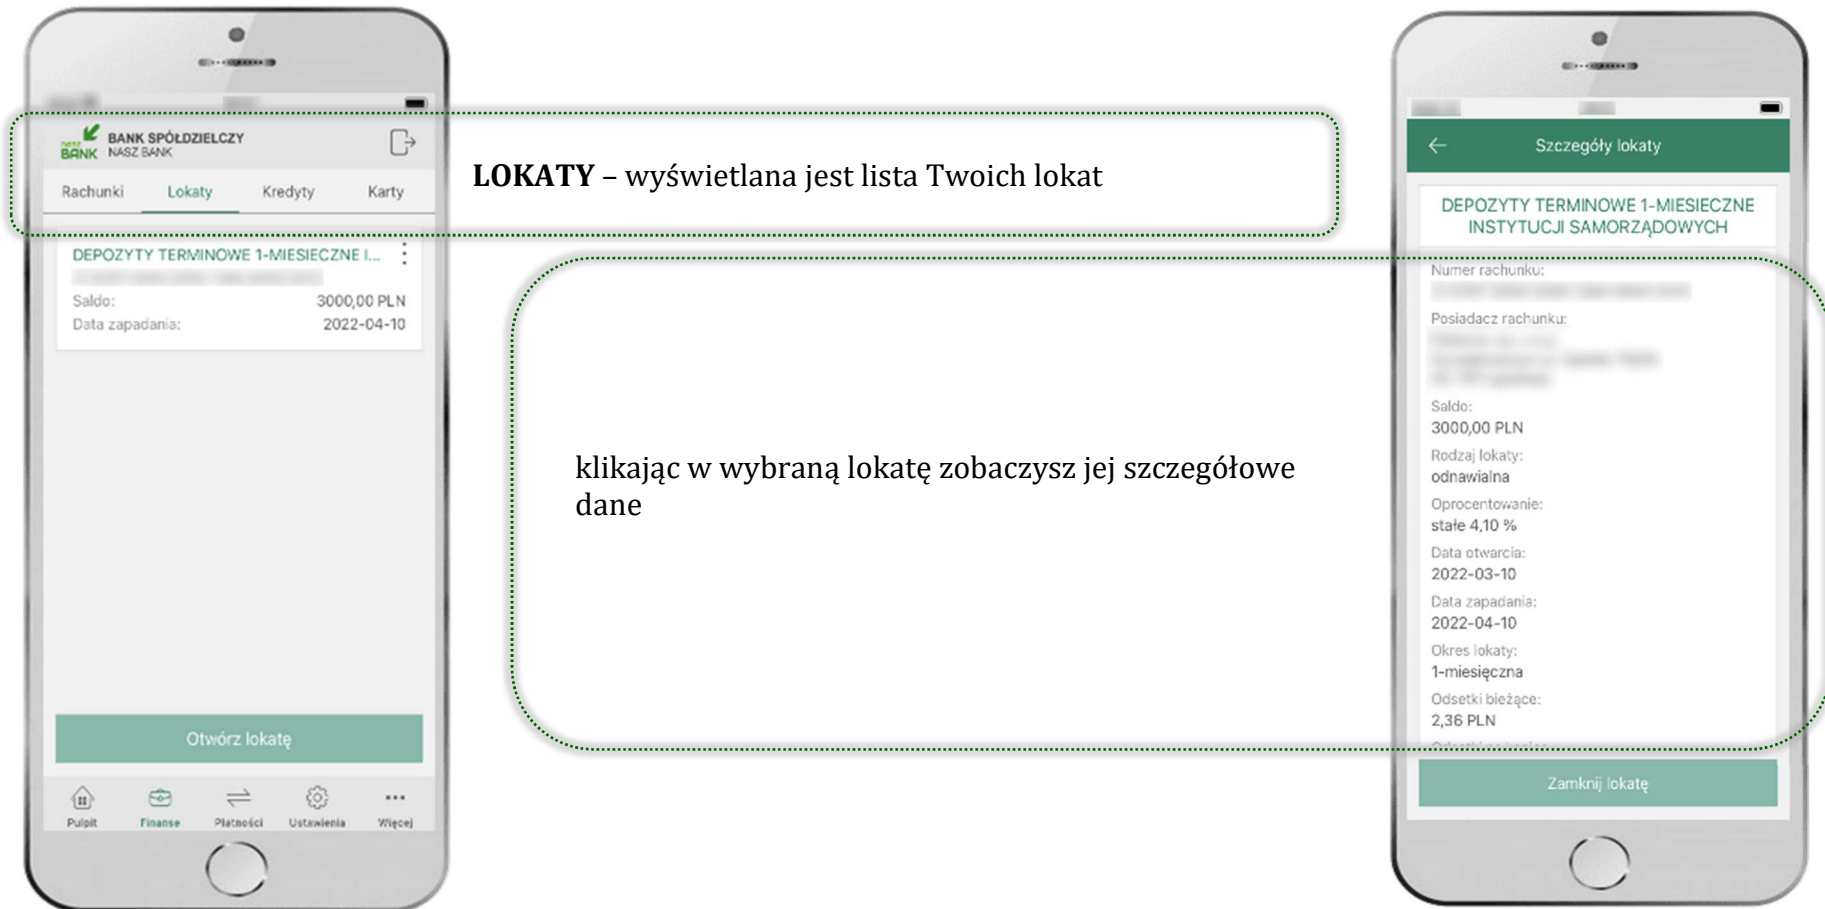 nasz BANK
BANK SPÓŁDZIELCZY
NASZ BANK
Rachunki Lokaty Kredyty Karty
DEPOZYTY TERMINOWE 1-MIESIECZNE I...
Saldo: 3000,00 PLN
Data zapadania: 2022-04-10
Otwórz lokatę
Pulpit Finanse Płatności Ustawienia Więcej
LOKATY – wyświetlana jest lista Twoich lokat
klikając w wybraną lokatę zobaczysz jej szczegółowe
dane
Szczegóły lokaty
DEPOZYTY TERMINOWE 1-MIESIECZNE
INSTYTUCJI SAMORZĄDOWYCH
Numer rachunku:
Posiadacz rachunku:
Saldo:
3000,00 PLN
Rodzaj lokaty:
odnawialna
Oprocentowanie:
stałe 4,10 %
Data otwarcia:
2022-03-10
Data zapadania:
2022-04-10
Okres lokaty:
1-miesięczna
Odsetki bieżące:
2,36 PLN
Zamknij lokatę